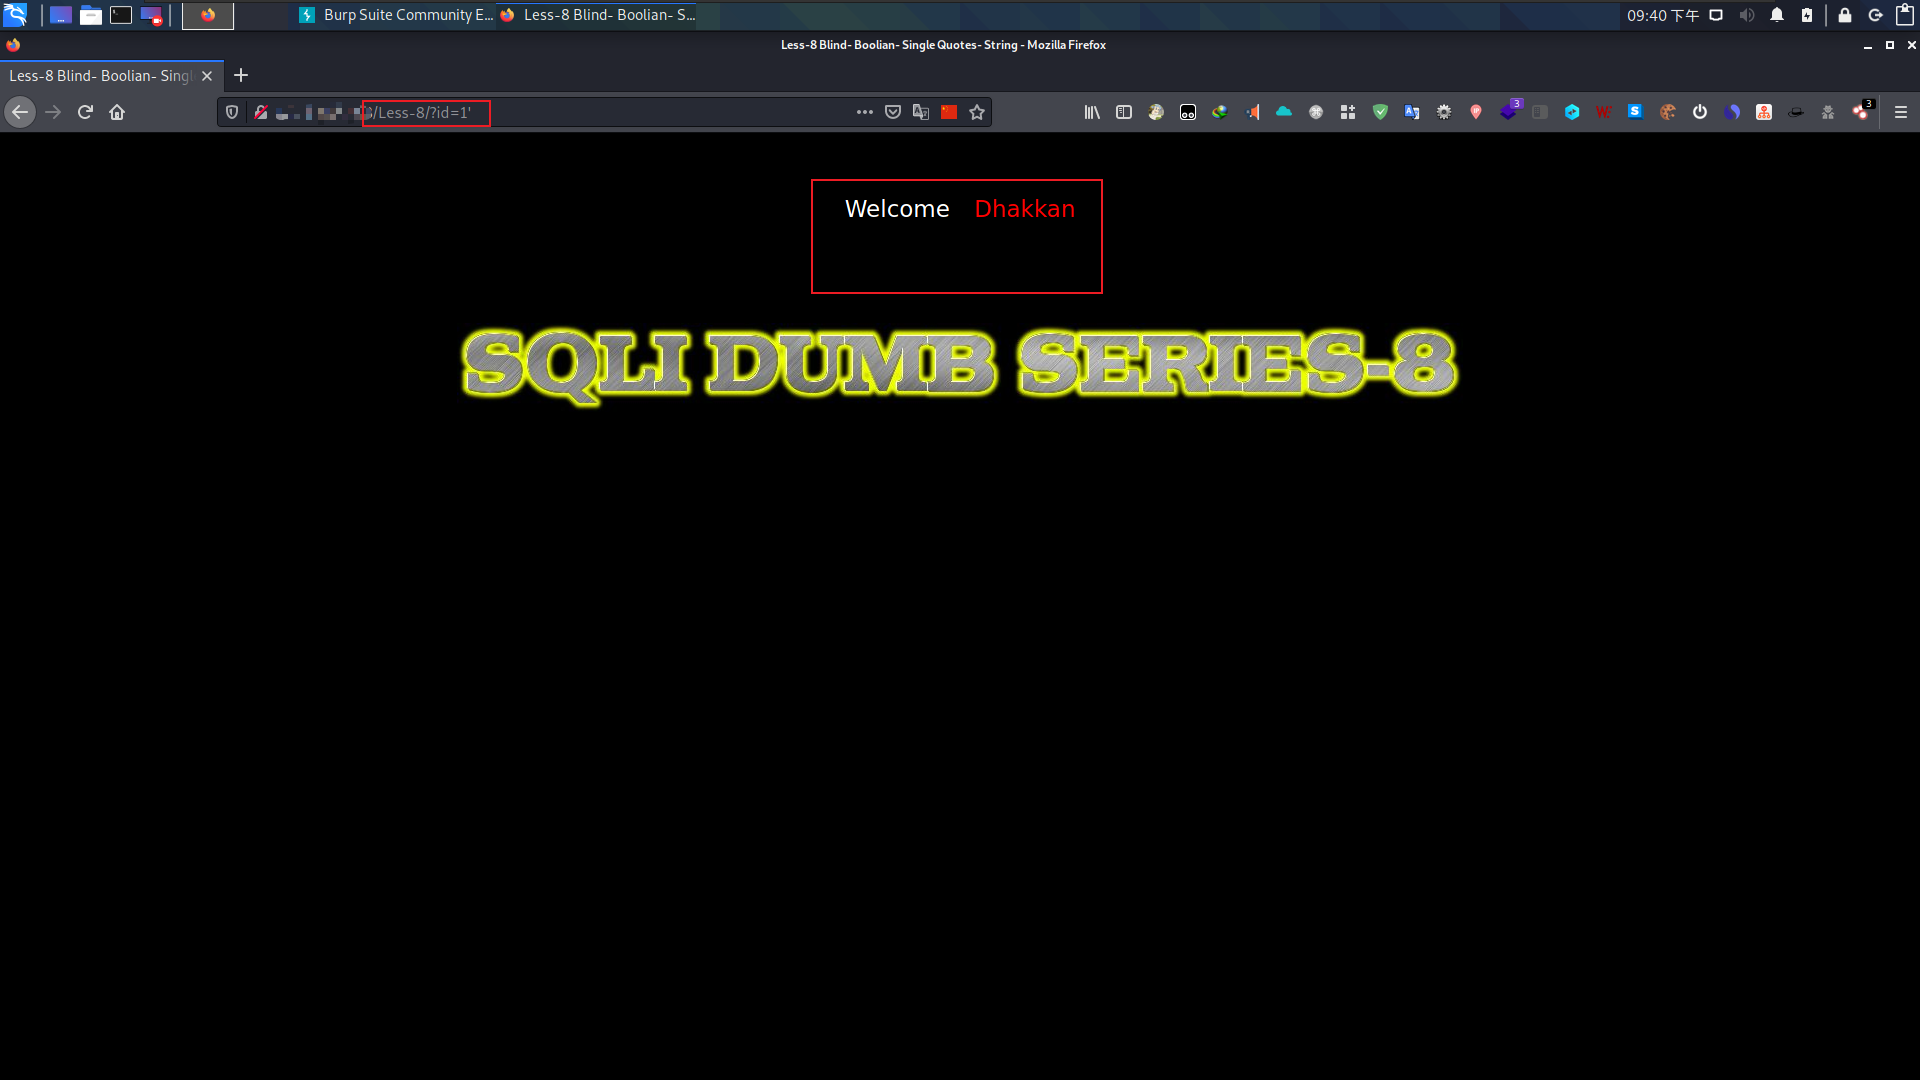 Burp Suite Community E...
Less-8 Blind- Boolian- S...
09:40 下午
Less-8 Blind- Boolian- Single Quotes- String - Mozilla Firefox
Less-8 Blind- Boolian- Singl
/Less-8/?id=1'
3
3
Welcome Dhakkan
SQLI DUMB SERIES-8